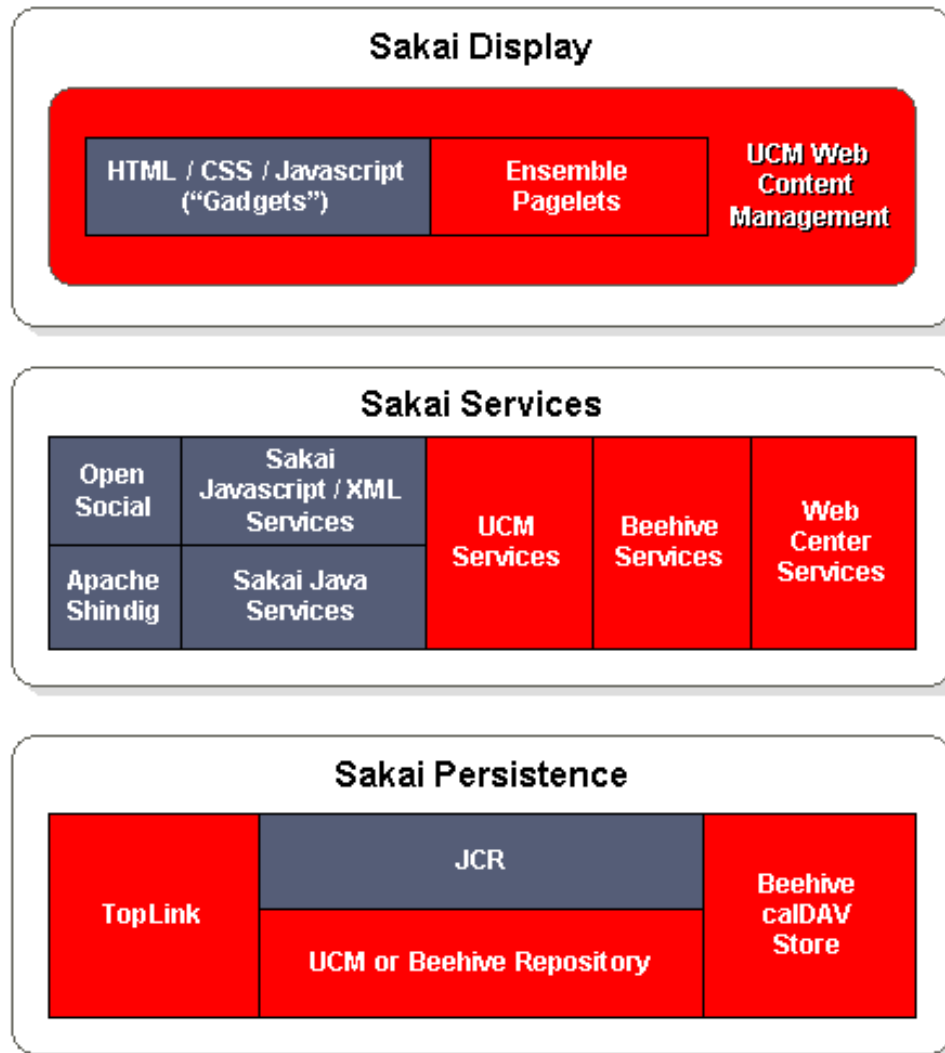 Sakai Display
HTML / CSS / Javascript
(“Gadgets”)
Ensemble
Pagelets
UCM Web
Content
Management
Sakai Services
Open
Social
Sakai
Javascript / XML
Services
Apache
Shindig
Sakai Java
Services
UCM
Services
Beehive
Services
Web
Center
Services
Sakai Persistence
TopLink
JCR
UCM or Beehive Repository
Beehive
calDAV
Store